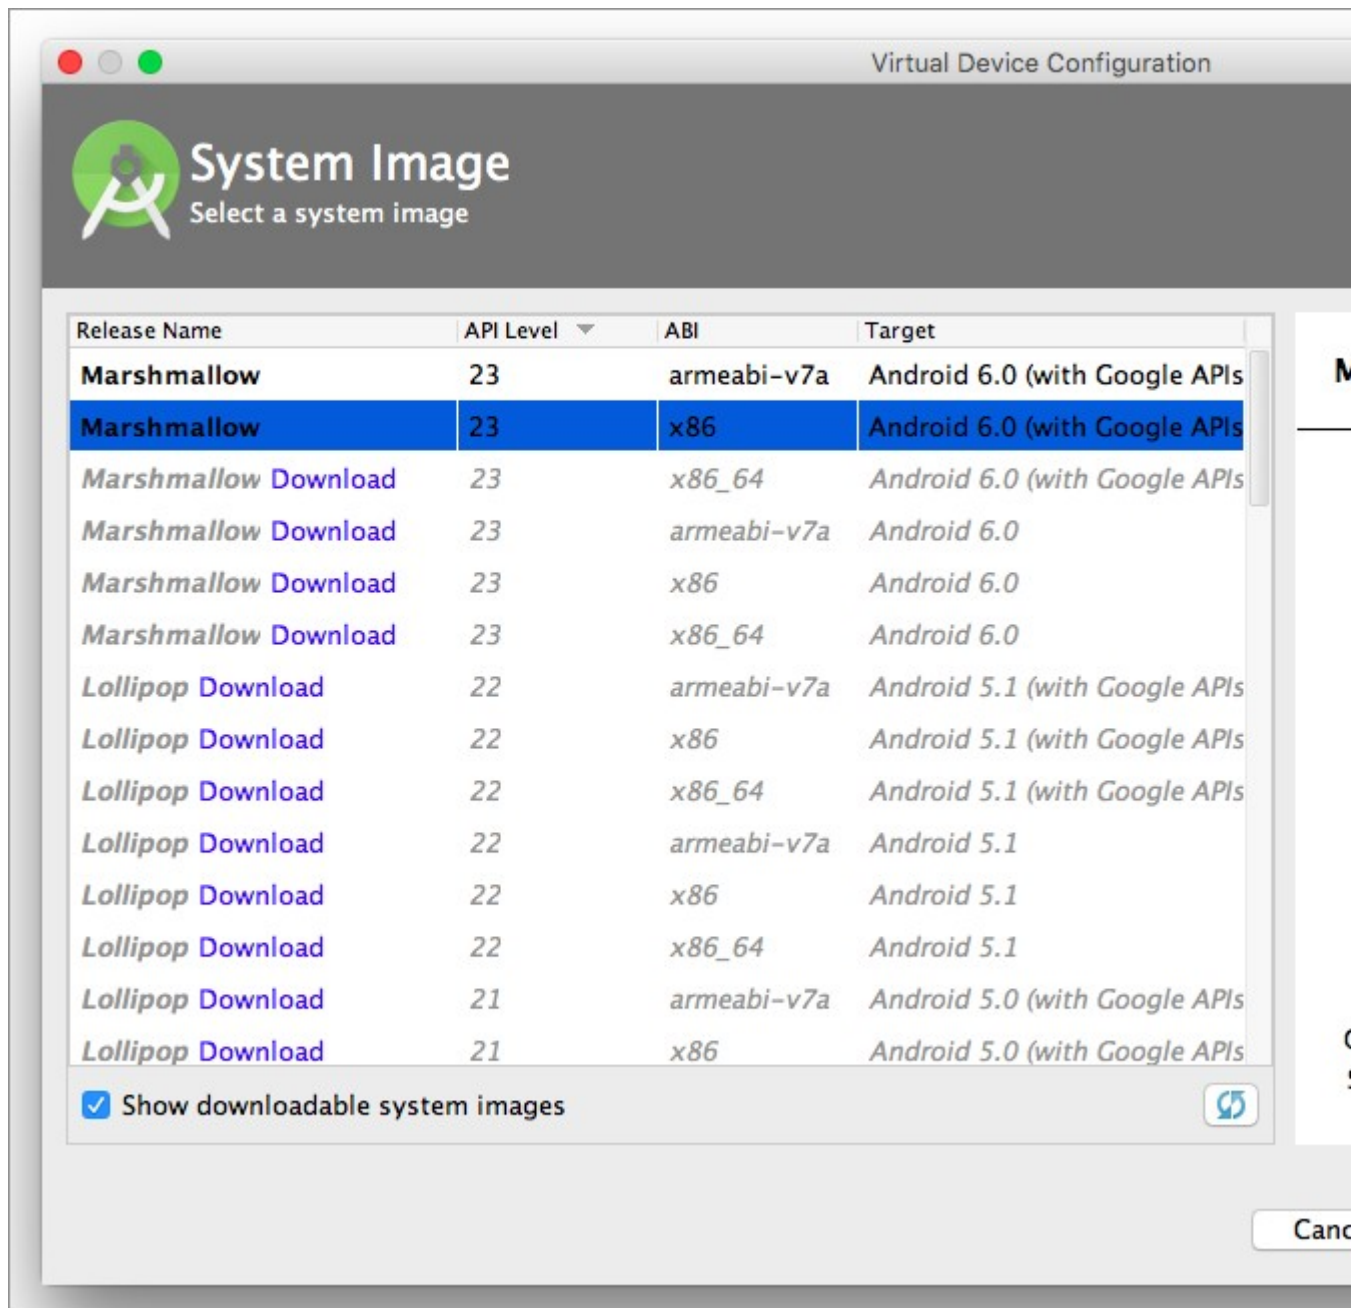 Virtual Device Configuration
System Image
Select a system image
Release Name API Level ABI Target
Marshmallow 23 armeabi-v7a Android 6.0 (with Google APIs
Marshmallow 23 x86 Android 6.0 (with Google APIs
Marshmallow Download 23 x86_64 Android 6.0 (with Google APIs
Marshmallow Download 23 armeabi-v7a Android 6.0
Marshmallow Download 23 x86 Android 6.0
Marshmallow Download 23 x86_64 Android 6.0
Lollipop Download 22 armeabi-v7a Android 5.1 (with Google APIs
Lollipop Download 22 x86 Android 5.1 (with Google APIs
Lollipop Download 22 x86_64 Android 5.1 (with Google APIs
Lollipop Download 22 armeabi-v7a Android 5.1
Lollipop Download 22 x86 Android 5.1
Lollipop Download 22 x86_64 Android 5.1
Lollipop Download 21 armeabi-v7a Android 5.0 (with Google APIs
Lollipop Download 21 x86 Android 5.0 (with Google APIs
Show downloadable system images